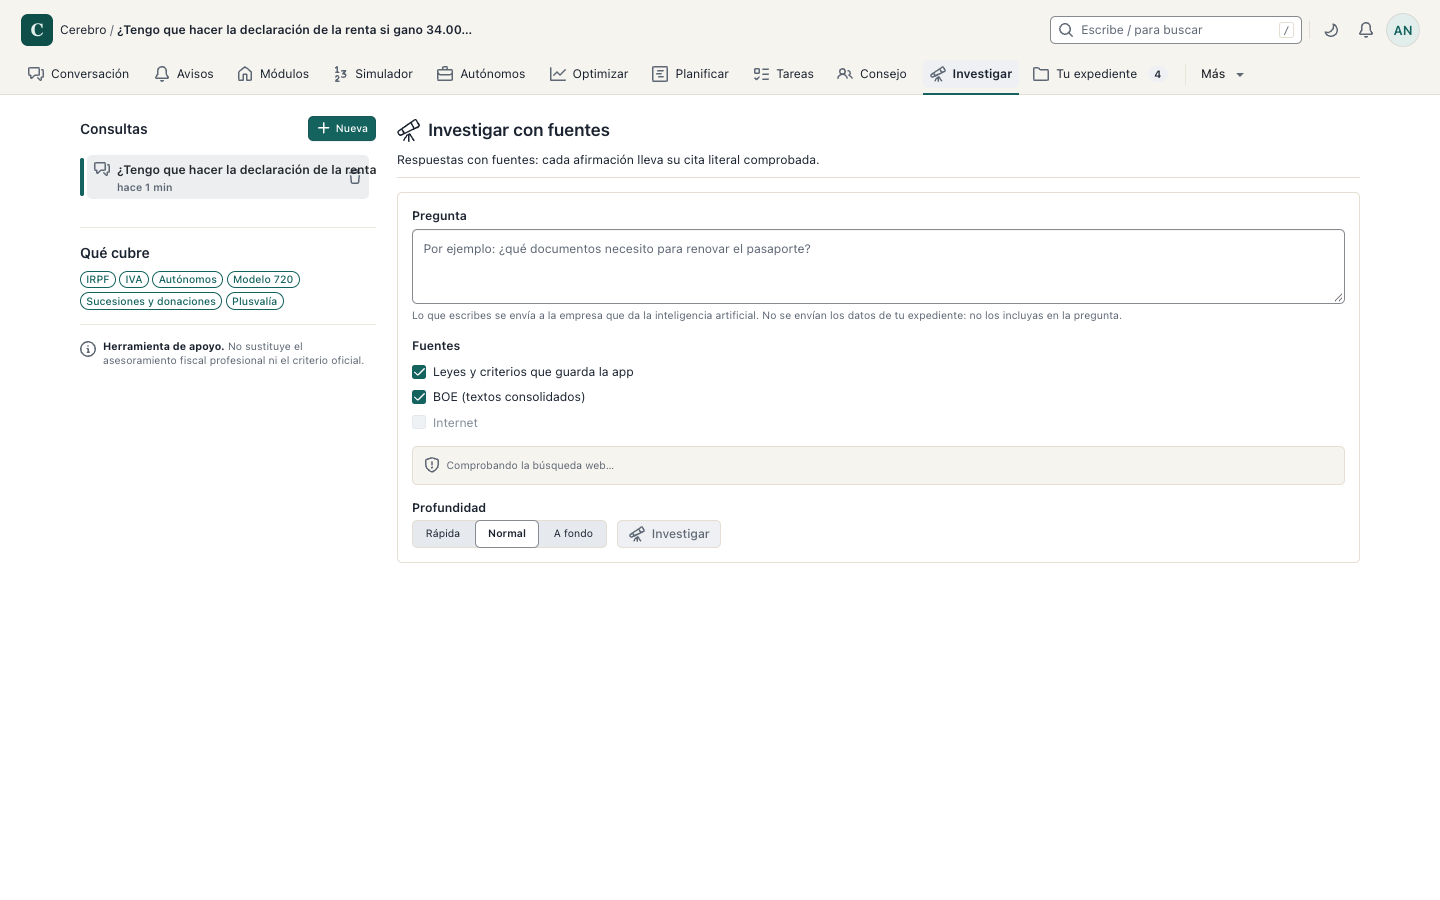 C Cerebro / ¿Tengo que hacer la declaración de la renta si gano 34.00...
Escribe / para buscar /
AN
Conversación Avisos Módulos Simulador Autónomos Optimizar Planificar Tareas Consejo Investigar Tu expediente 4 Más
Consultas
Nueva
¿Tengo que hacer la declaración de la renta
hace 1 min
Qué cubre
IRPF IVA Autónomos Modelo 720
Sucesiones y donaciones Plusvalía
Herramienta de apoyo. No sustituye el
asesoramiento fiscal profesional ni el criterio oficial.
Investigar con fuentes
Respuestas con fuentes: cada afirmación lleva su cita literal comprobada.
Pregunta
Por ejemplo: ¿qué documentos necesito para renovar el pasaporte?
Lo que escribes se envía a la empresa que da la inteligencia artificial. No se envían los datos de tu expediente: no los incluyas en la pregunta.
Fuentes
Leyes y criterios que guarda la app
BOE (textos consolidados)
Internet
Comprobando la búsqueda web...
Profundidad
Rápida Normal A fondo Investigar